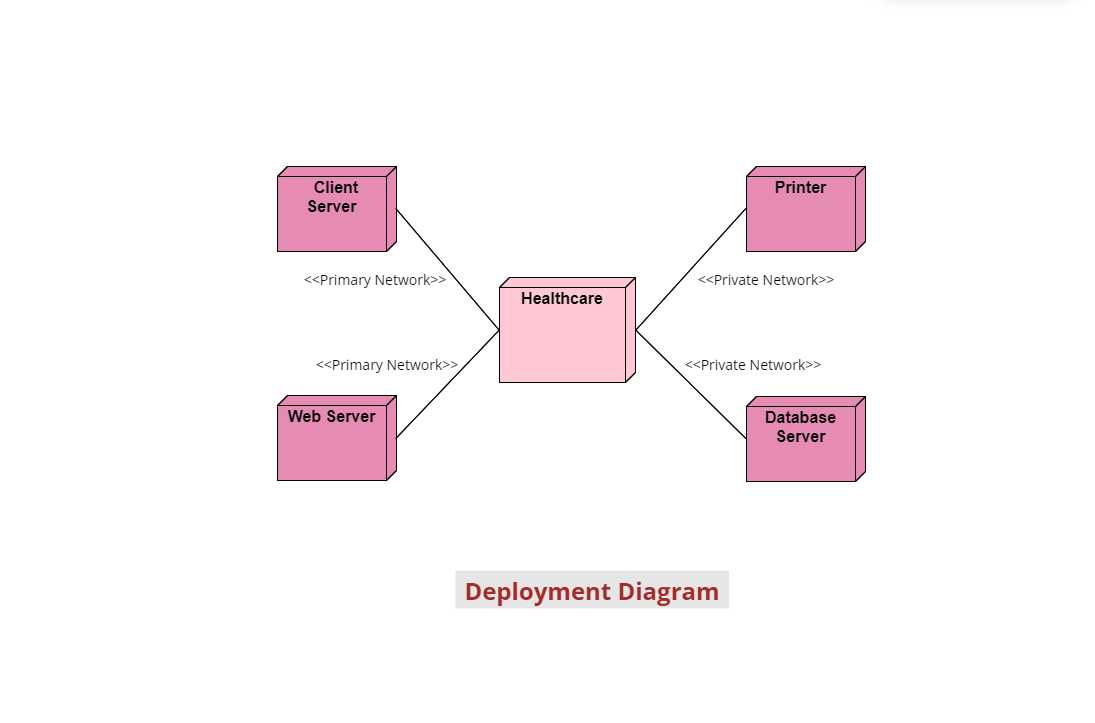 Client
Server
Printer
<<Primary Network>>
<<Private Network>>
Healthcare
<<Primary Network>>
<<Private Network>>
Web Server
Database
Server
Deployment Diagram